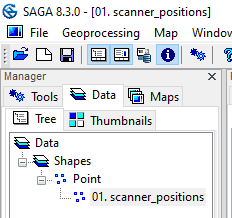 SAGA 8.3.0 - [01. scanner_positions]
File Geoprocessing Map Window
Manager
Tools Data Maps
Tree Thumbnails
Data
Shapes
Point
01. scanner_positions